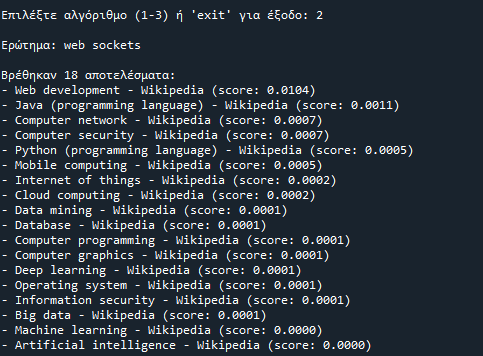 Επιλέξτε αλγόριθμο (1-3) ή 'exit' για έξοδο: 2
Ερώτημα: web sockets
Βρέθηκαν 18 αποτελέσματα:
- Web development - Wikipedia (score: 0.0104)
- Java (programming language) - Wikipedia (score: 0.0011)
- Computer network - Wikipedia (score: 0.0007)
- Computer security - Wikipedia (score: 0.0007)
- Python (programming language) - Wikipedia (score: 0.0005)
- Mobile computing - Wikipedia (score: 0.0005)
- Internet of things - Wikipedia (score: 0.0002)
- Cloud computing - Wikipedia (score: 0.0002)
- Data mining - Wikipedia (score: 0.0001)
- Database - Wikipedia (score: 0.0001)
- Computer programming - Wikipedia (score: 0.0001)
- Computer graphics - Wikipedia (score: 0.0001)
- Deep learning - Wikipedia (score: 0.0001)
- Operating system - Wikipedia (score: 0.0001)
- Information security - Wikipedia (score: 0.0001)
- Big data - Wikipedia (score: 0.0001)
- Machine learning - Wikipedia (score: 0.0000)
- Artificial intelligence - Wikipedia (score: 0.0000)